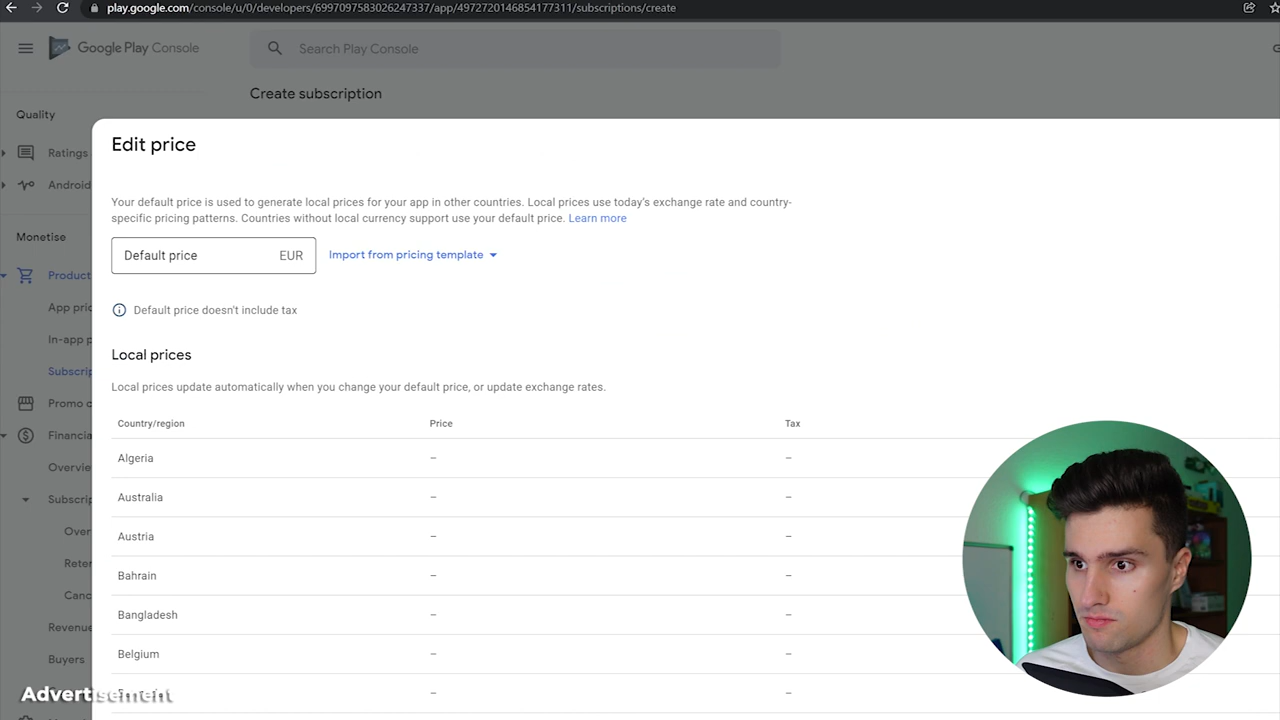 play.google.com/console/u/0/developers/6997097583026247337/app/4972720146854177311/subscriptions/create
Google Play Console
Search Play Console
Create subscription
Quality
Ratings
Android
Monetise
Product
App pric
In-app p
Subscrip
Promo c
Financia
Overvie
Subscrip
Over
Reter
Canc
Revenue
Buyers
Edit price
Your default price is used to generate local prices for your app in other countries. Local prices use today's exchange rate and country-
specific pricing patterns. Countries without local currency support use your default price. Learn more
Default price EUR Import from pricing template
Default price doesn't include tax
Local prices
Local prices update automatically when you change your default price, or update exchange rates.
Country/region Price Tax
Algeria – –
Australia – –
Austria – –
Bahrain – –
Bangladesh – –
Belgium – –
– –
Advertisement